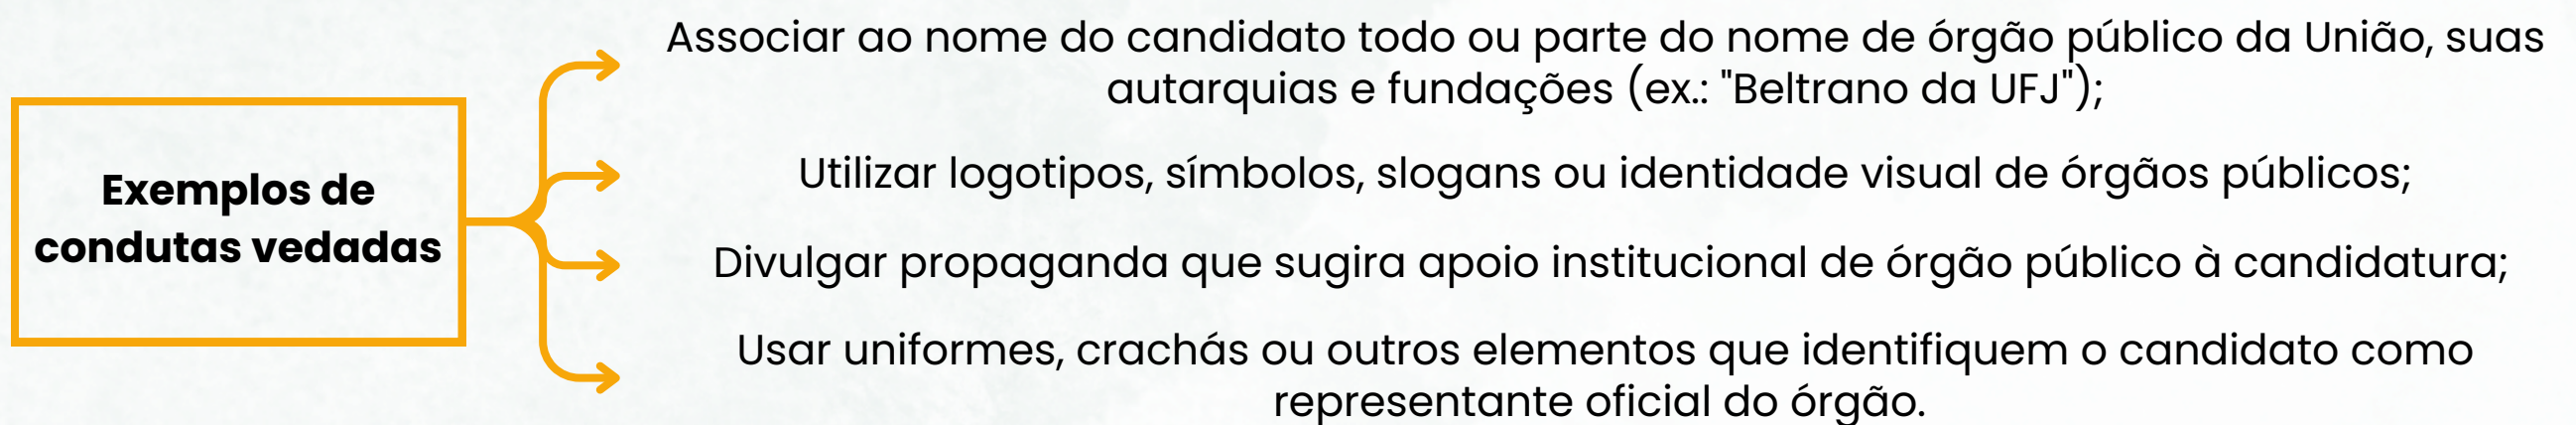 Exemplos de
condutas vedadas
Associar ao nome do candidato todo ou parte do nome de órgão público da União, suas
autarquias e fundações (ex.: "Beltrano da UFJ");
Utilizar logotipos, símbolos, slogans ou identidade visual de órgãos públicos;
Divulgar propaganda que sugira apoio institucional de órgão público à candidatura;
Usar uniformes, crachás ou outros elementos que identifiquem o candidato como
representante oficial do órgão.